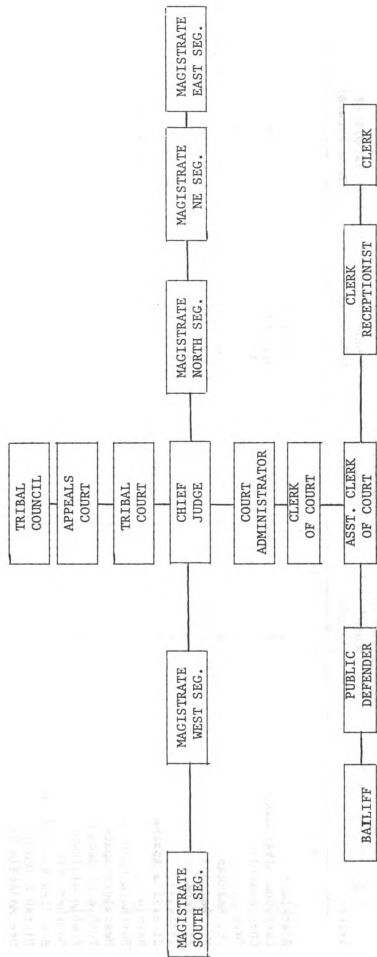 TRIBAL
COUNCIL
APPEALS
COURT
TRIBAL
COURT
MAGISTRATE
SOUTH SEG.
MAGISTRATE
WEST SEG.
CHIEF
JUDGE
MAGISTRATE
NORTH SEG.
MAGISTRATE
NE SEG.
MAGISTRATE
EAST SEG.
COURT
ADMINISTRATOR
CLERK
OF COURT
BAILIFF
PUBLIC
DEFENDER
ASST. CLERK
OF COURT
CLERK
RECEPTIONIST
CLERK